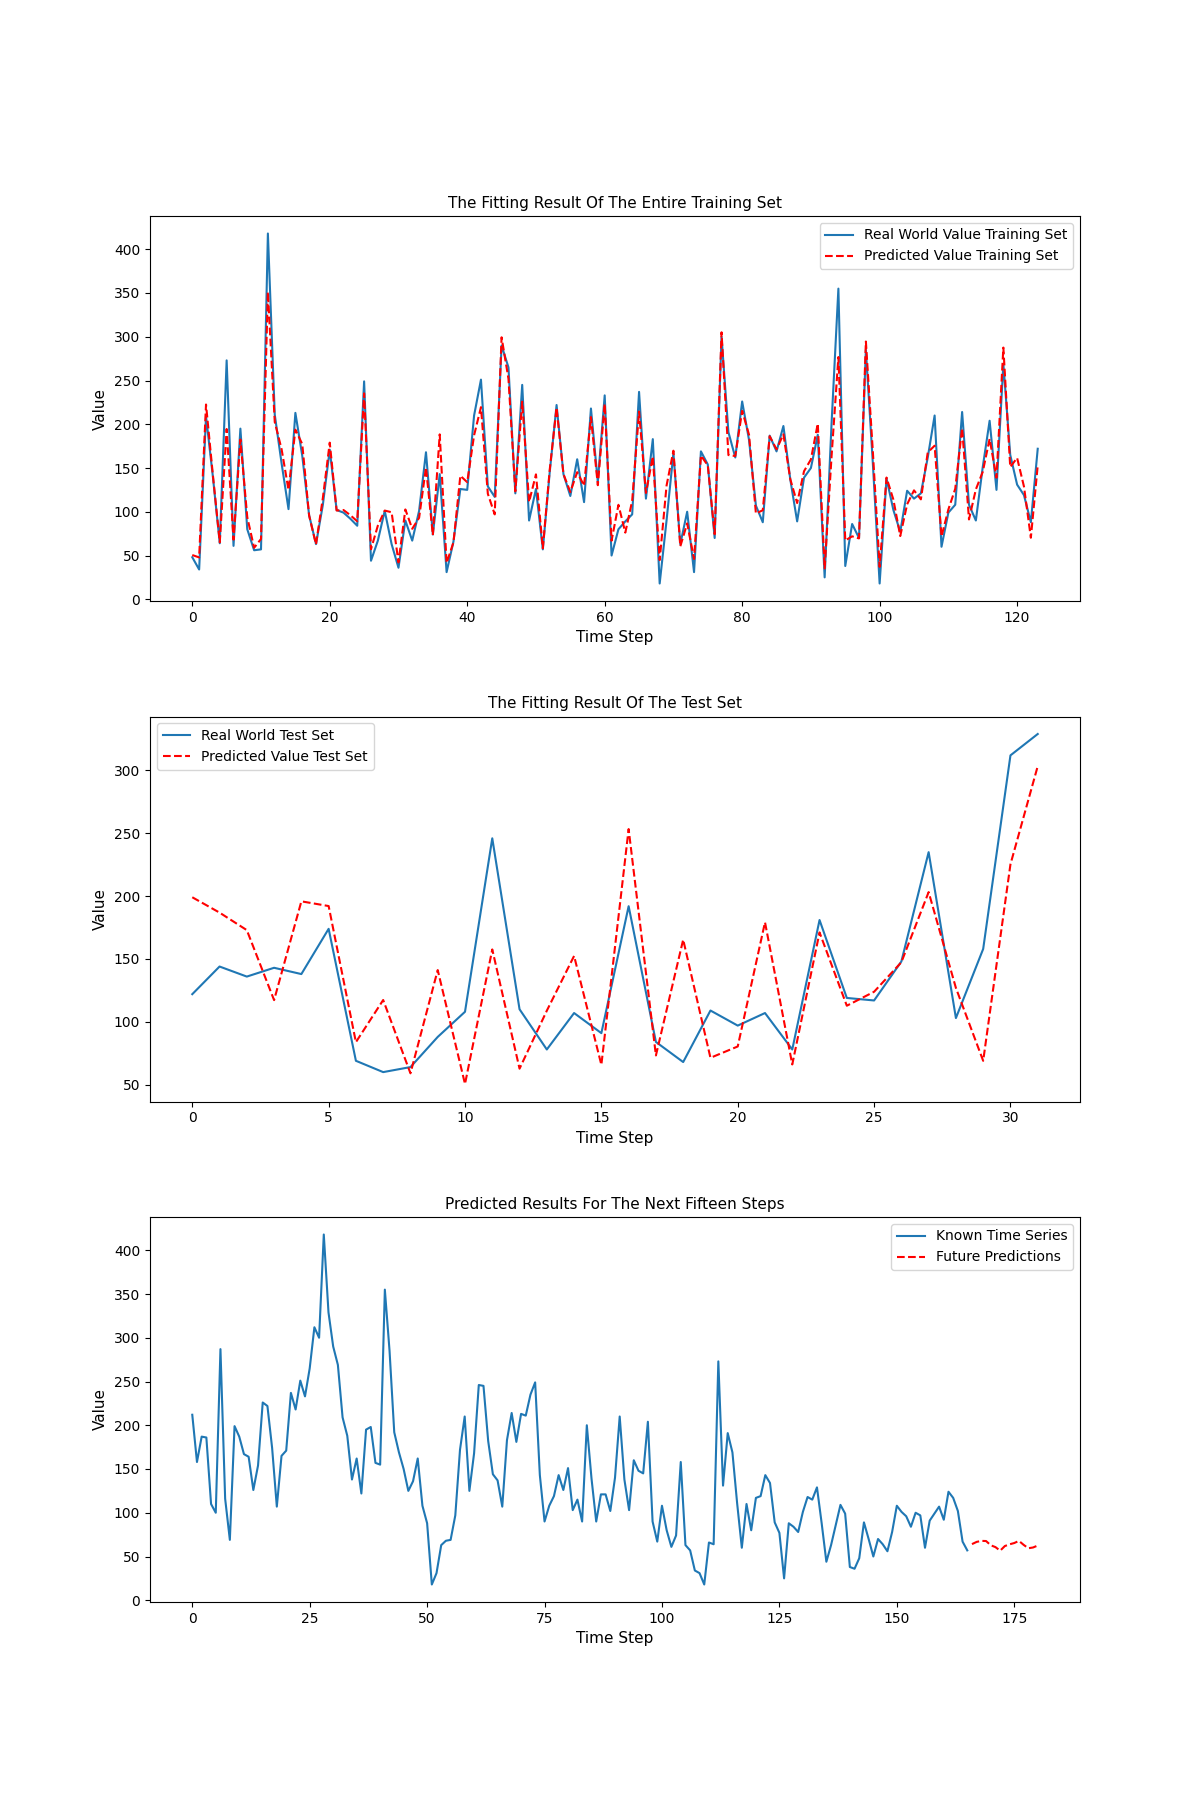 The Fitting Result Of The Entire Training Set
Real World Value Training Set
Predicted Value Training Set
400
350
300
250
200
150
100
50
0
Value
0 20 40 60 80 100 120
Time Step
The Fitting Result Of The Test Set
Real World Test Set
Predicted Value Test Set
300
250
200
150
100
50
Value
0 5 10 15 20 25 30
Time Step
Predicted Results For The Next Fifteen Steps
Known Time Series
Future Predictions
400
350
300
250
200
150
100
50
0
Value
0 25 50 75 100 125 150 175
Time Step